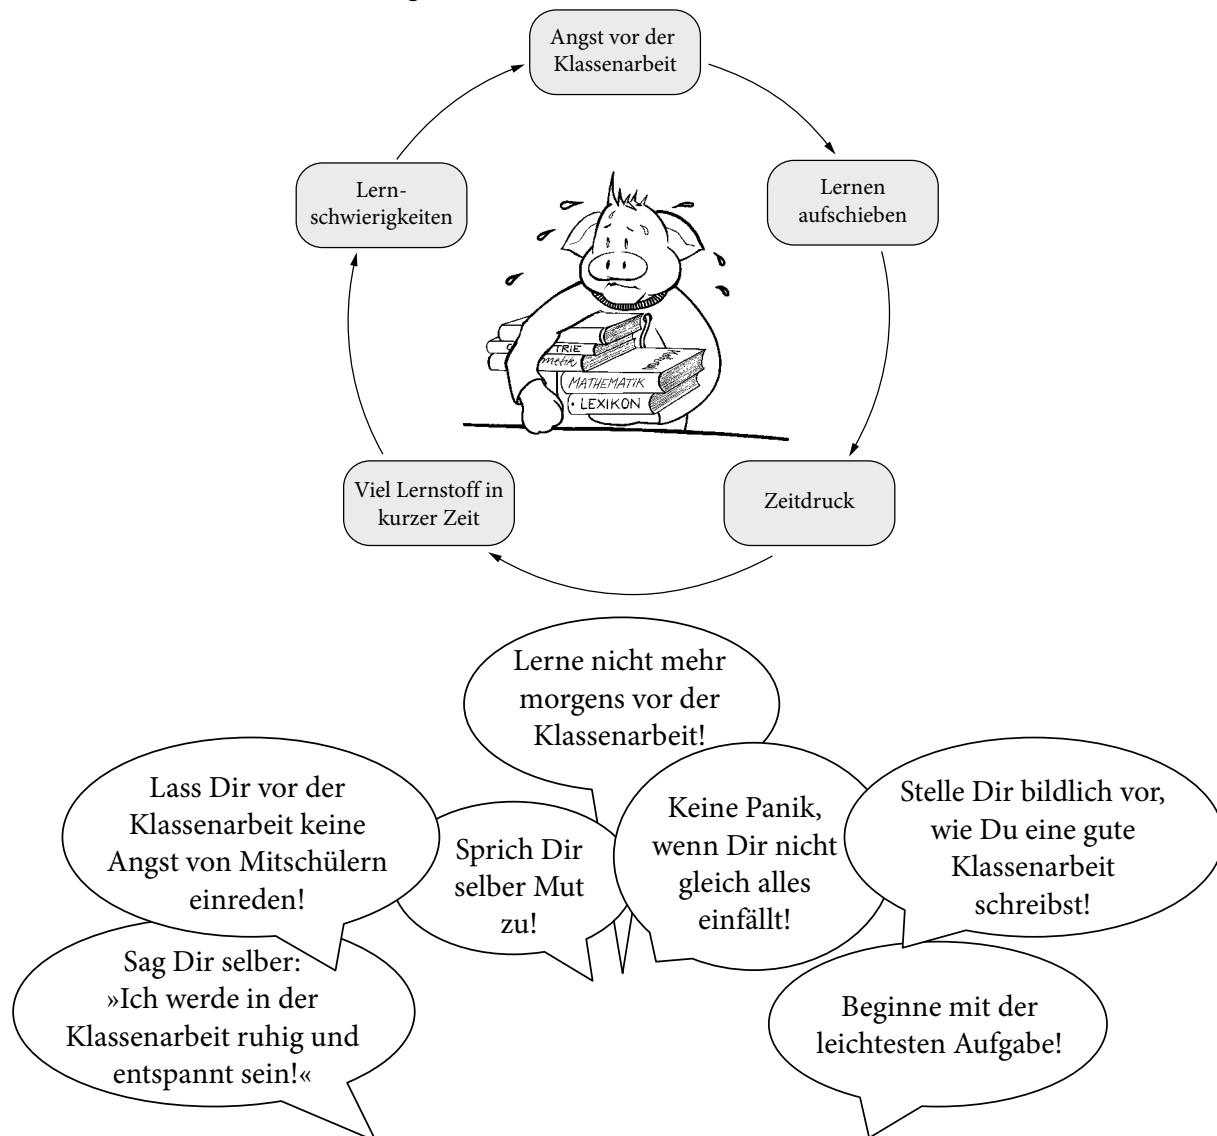 Angst vor der
Klassenarbeit
Lernen
aufschieben
Zeitdruck
Viel Lernstoff in
kurzer Zeit
Lern-
schwierigkeiten
TRIE
metik
MATHEMATIK
LEXIKON
Lerne nicht mehr
morgens vor der
Klassenarbeit!
Lass Dir vor der
Klassenarbeit keine
Angst von Mitschülern
einreden!
Sprich Dir
selber Mut
zu!
Keine Panik,
wenn Dir nicht
gleich alles
einfällt!
Stelle Dir bildlich vor,
wie Du eine gute
Klassenarbeit
schreibst!
Sag Dir selber:
»Ich werde in der
Klassenarbeit ruhig und
entspannt sein!«
Beginne mit der
leichtesten Aufgabe!